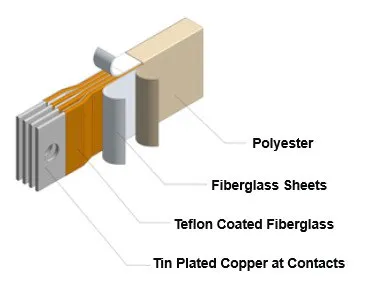 Polyester
Fiberglass Sheets
Teflon Coated Fiberglass
Tin Plated Copper at Contacts